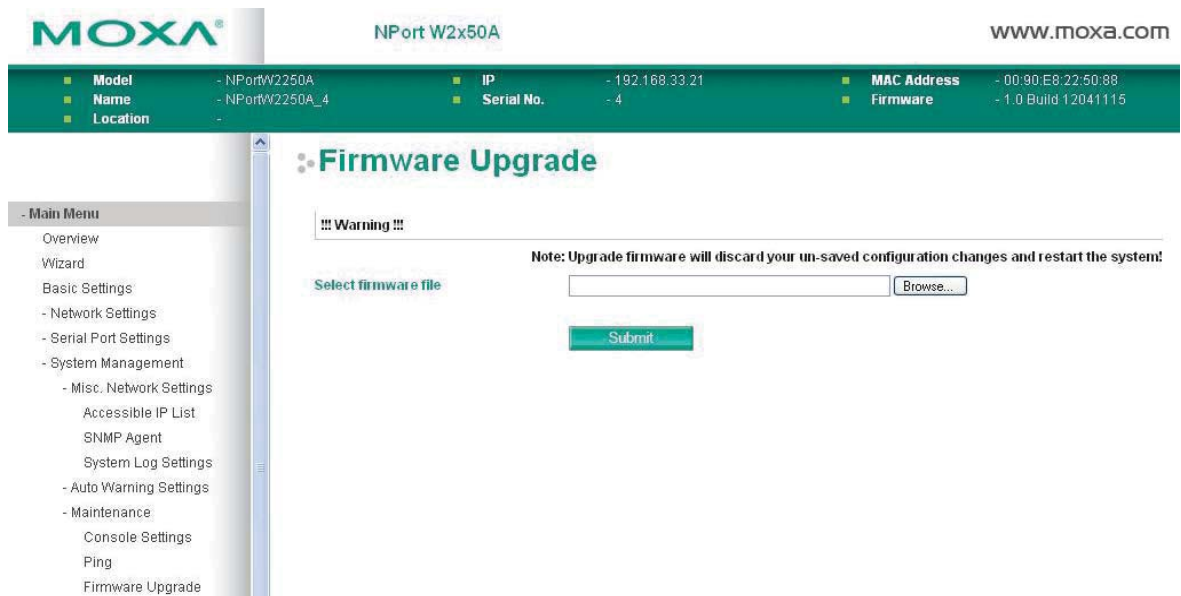 MOXA®
NPort W2x50A
www.moxa.com
Model - NPortW2250A
IP - 192.168.33.21
MAC Address - 00:90:E8:22:50:88
Name - NPortW2250A_4
Serial No. - 4
Firmware - 1.0 Build 12041115
Location -
Firmware Upgrade
- Main Menu
Overview
Wizard
Basic Settings
- Network Settings
- Serial Port Settings
- System Management
- Misc. Network Settings
Accessible IP List
SNMP Agent
System Log Settings
- Auto Warning Settings
- Maintenance
Console Settings
Ping
Firmware Upgrade
!!! Warning !!!
Note: Upgrade firmware will discard your un-saved configuration changes and restart the system!
Select firmware file
Browse...
Submit